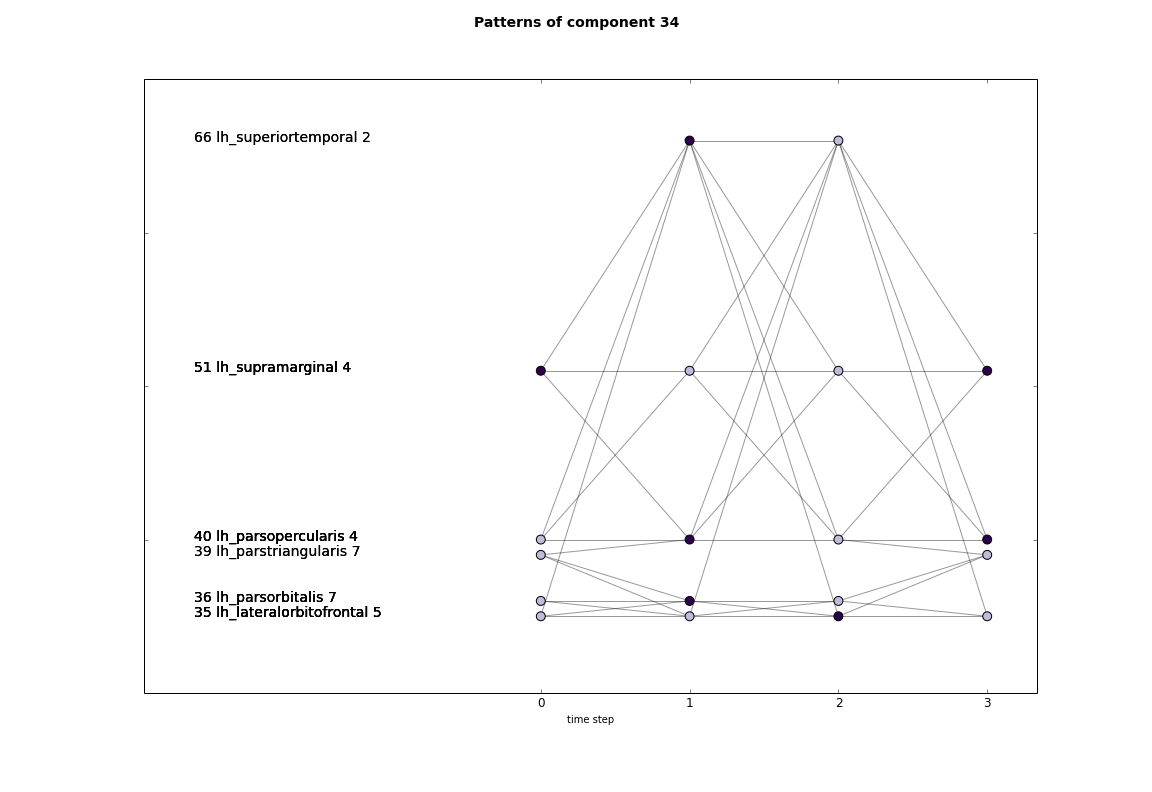 Patterns of component 34
66 lh_superiortemporal 2
51 lh_supramarginal 4
40 lh_parsopercularis 4
39 lh_parstriangularis 7
36 lh_parsorbitalis 7
35 lh_lateralorbitofrontal 5
0 1 2 3
time step